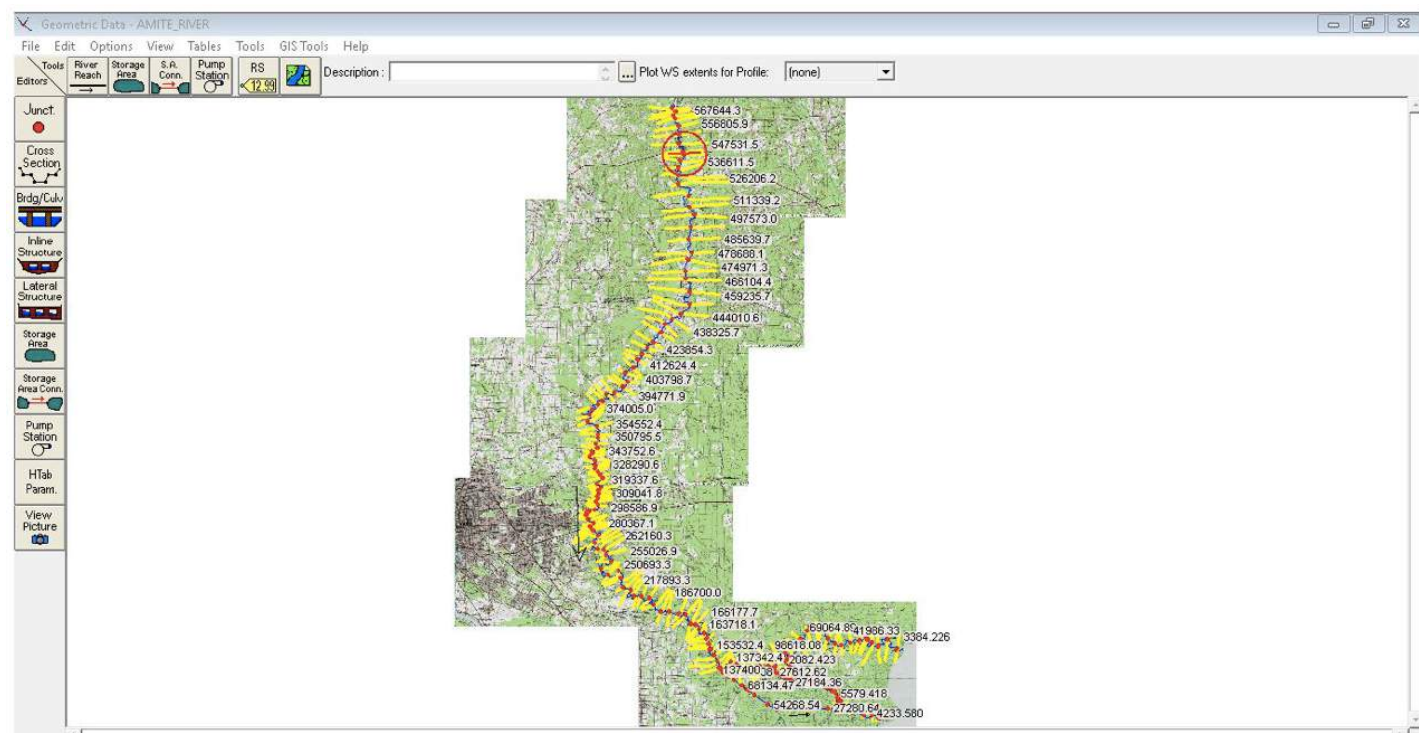 Geometric Data - AMITE_RIVER
File Edit Options View Tables Tools GIS Tools Help
Tools
Editors
River
Reach
Storage
Area
S.A.
Conn.
Pump
Station
RS
12.99
Description :
...
Plot WS extents for Profile:
(none)
Junct.
Cross
Section
Brdg/Culv
Inline
Structure
Lateral
Structure
Storage
Area
Storage
Area Conn.
Pump
Station
HTab
Param.
View
Picture
567644.3
556805.9
547531.5
536611.5
526206.2
511339.2
497573.0
485639.7
478688.1
474971.3
466104.4
459235.7
444010.6
438325.7
423854.3
412624.4
403798.7
394771.9
374005.0
354552.4
350795.5
343752.6
328290.6
319337.6
309041.8
298586.9
280367.1
262160.3
255026.9
250693.3
217893.3
186700.0
166177.7
163718.1
69064.89
41986.33
3384.226
153532.4
98618.08
137342.4
2082.423
137400
27612.62
68134.47
27184.36
5579.418
54268.54
27280.64
4233.580